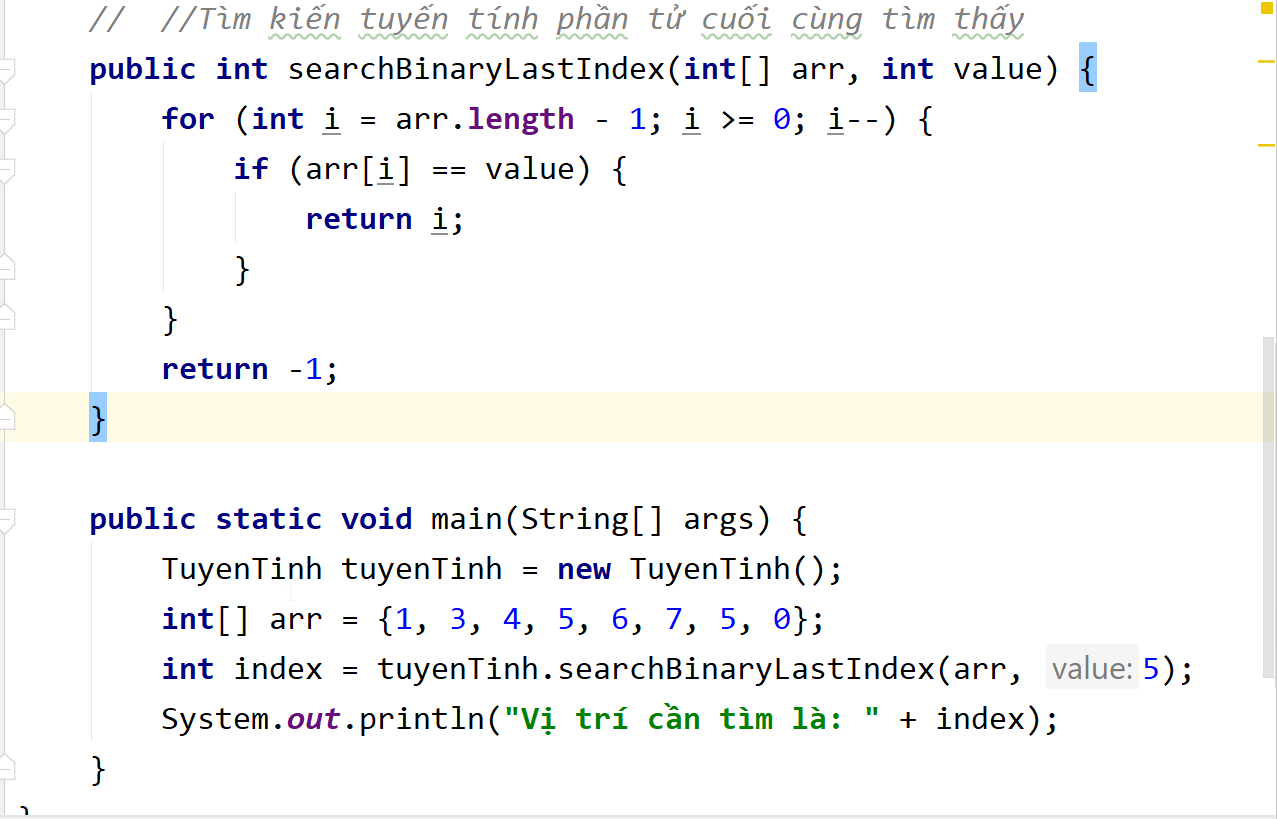 // //Tìm kiến tuyến tính phần tử cuối cùng tìm thấy
public int searchBinaryLastIndex(int[] arr, int value) {
for (int i = arr.length - 1; i >= 0; i--) {
if (arr[i] == value) {
return i;
}
}
return -1;
}
public static void main(String[] args) {
TuyenTinh tuyenTinh = new TuyenTinh();
int[] arr = {1, 3, 4, 5, 6, 7, 5, 0};
int index = tuyenTinh.searchBinaryLastIndex(arr, value: 5);
System.out.println("Vị trí cần tìm là: " + index);
}
}